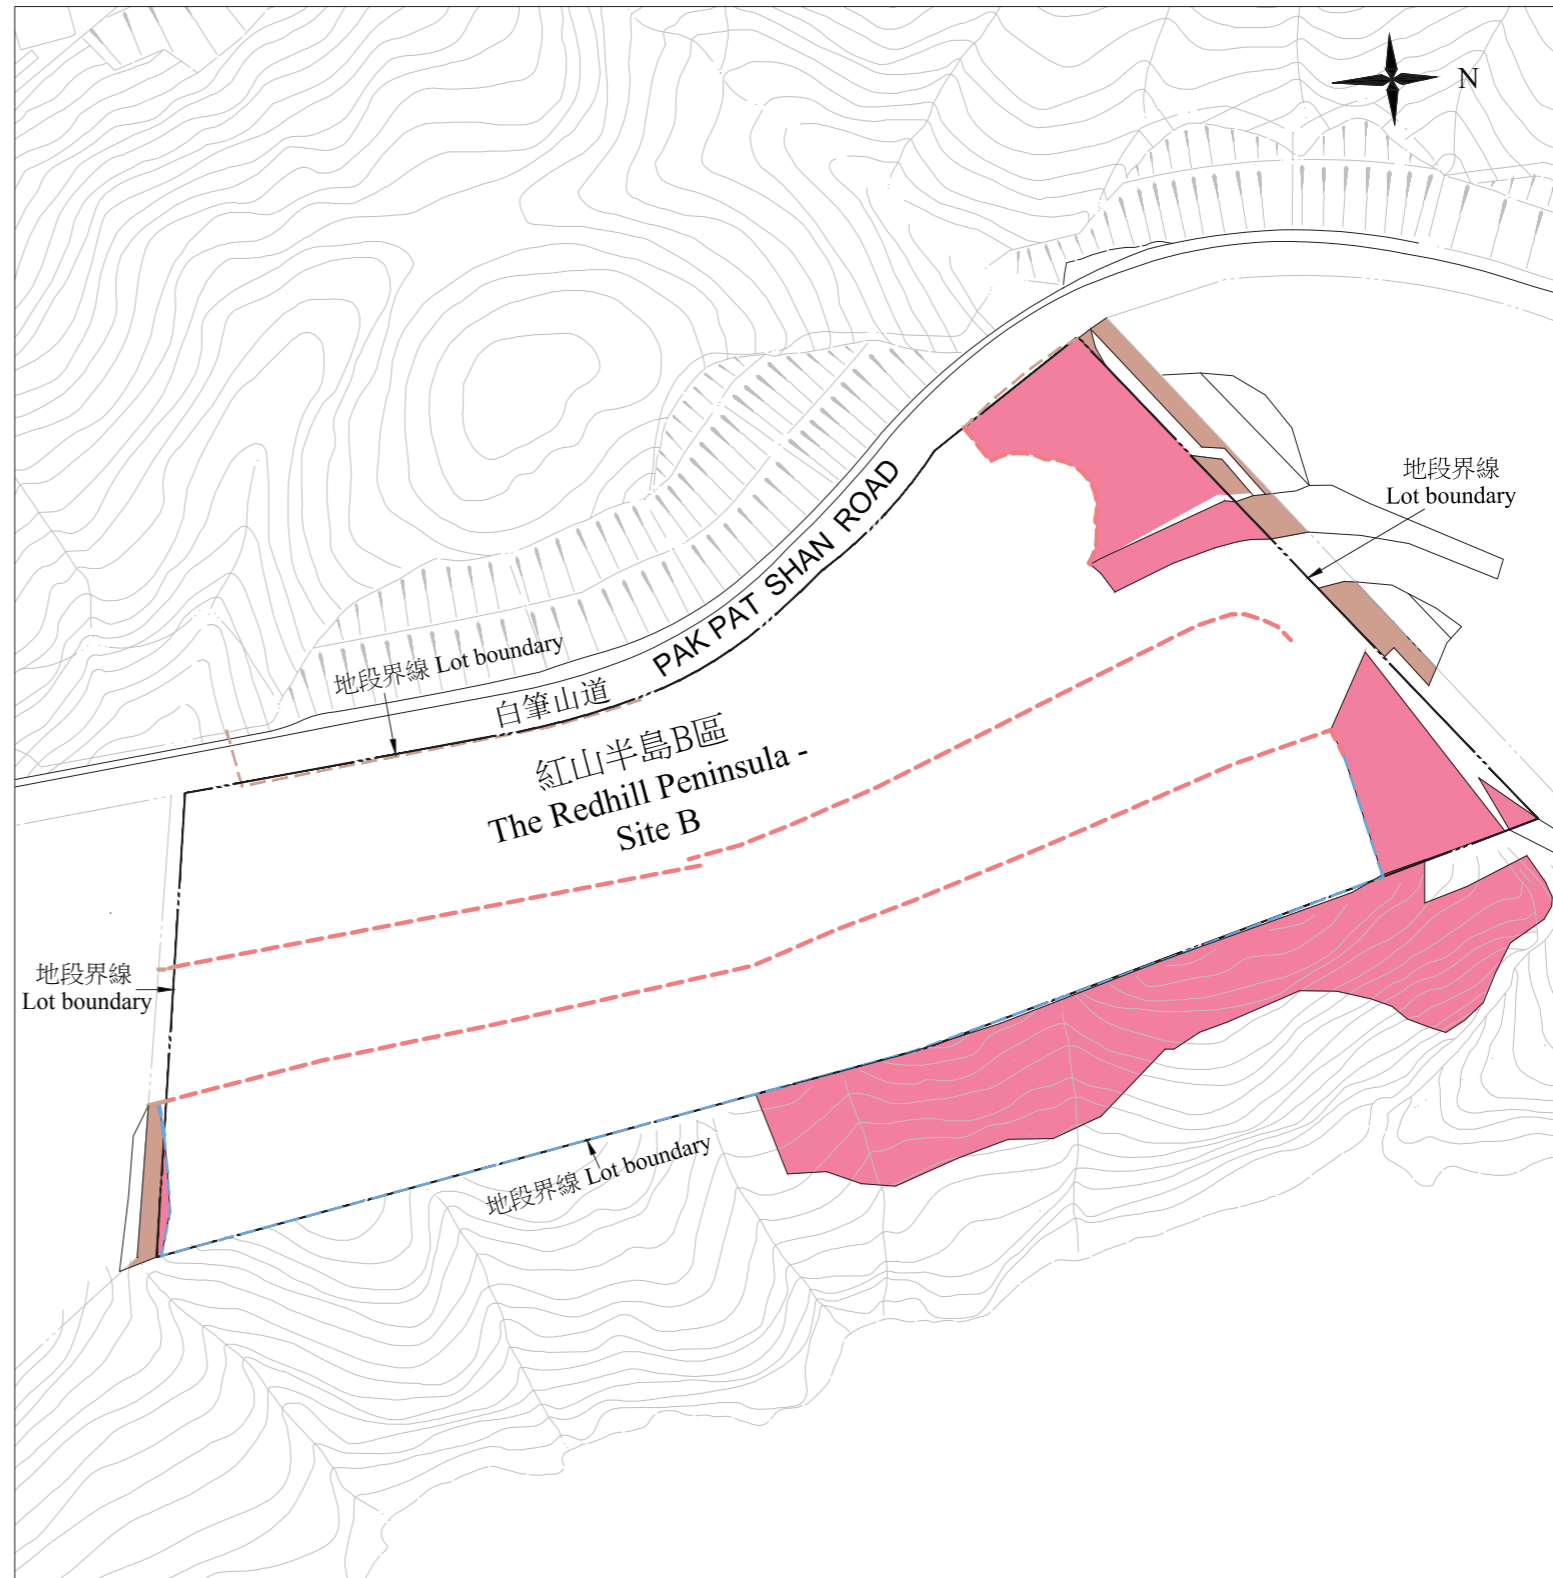 N
地段界線
Lot boundary
PAK PAT SHAN ROAD
地段界線 Lot boundary
白筆山道
紅山半島B區
The Redhill Peninsula -
Site B
地段界線
Lot boundary
地段界線 Lot boundary